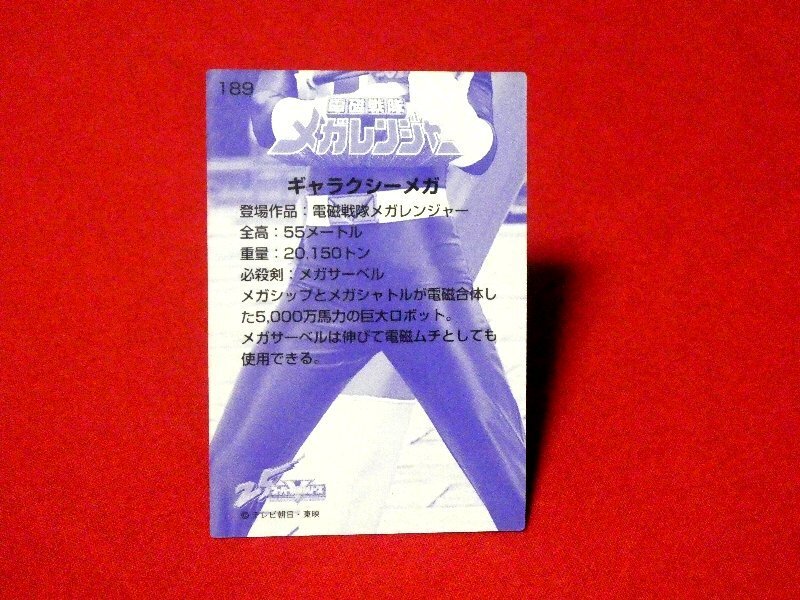 189
電磁戦隊
メガレンジャー
ギャラクシーメガ
登場作品：電磁戦隊メガレンジャー
全高：55メートル
重量：20,150トン
必殺剣：メガサーベル
メガシップとメガシャトルが電磁合体し
た5,000万馬力の巨大ロボット。
メガサーベルは伸びて電磁ムチとしても
使用できる。
©テレビ朝日・東映